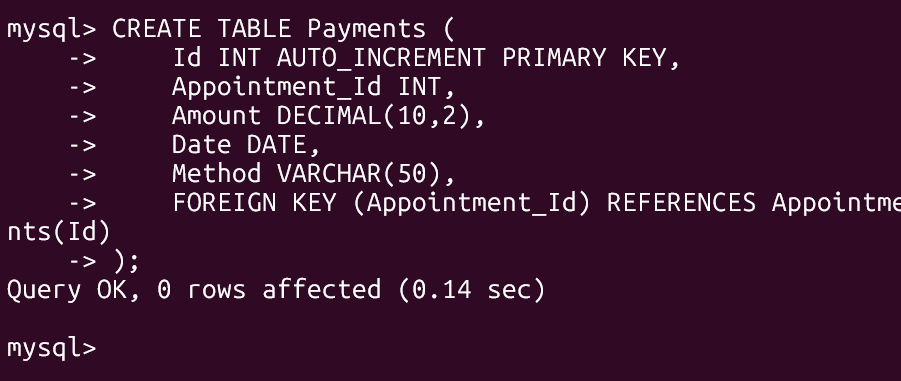 mysql> CREATE TABLE Payments (
    ->     Id INT AUTO_INCREMENT PRIMARY KEY,
    ->     Appointment_Id INT,
    ->     Amount DECIMAL(10,2),
    ->     Date DATE,
    ->     Method VARCHAR(50),
    ->     FOREIGN KEY (Appointment_Id) REFERENCES Appointme
nts(Id)
    -> );
Query OK, 0 rows affected (0.14 sec)
mysql>